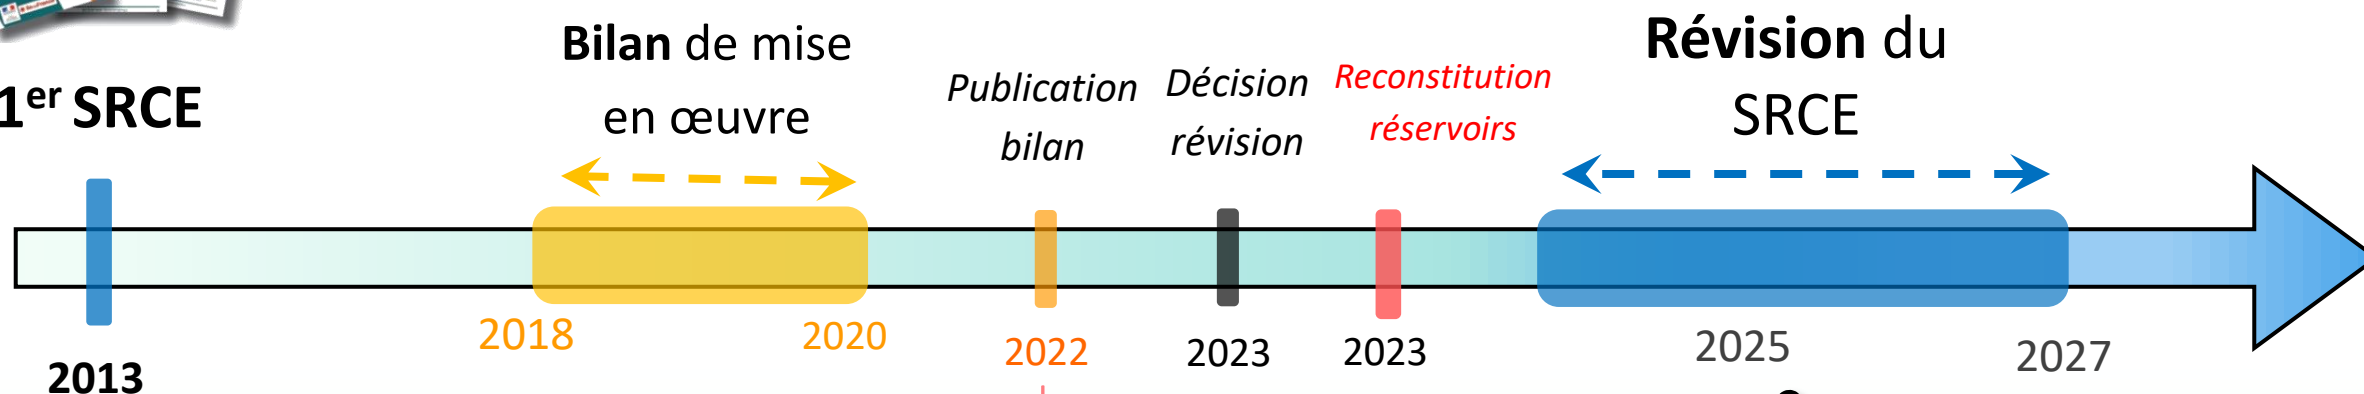 1er SRCE
Bilan de mise
en œuvre
Publication
bilan
Décision
révision
Reconstitution
réservoirs
Révision du
SRCE
2013
2018
2020
2022
2023
2023
2025
2027